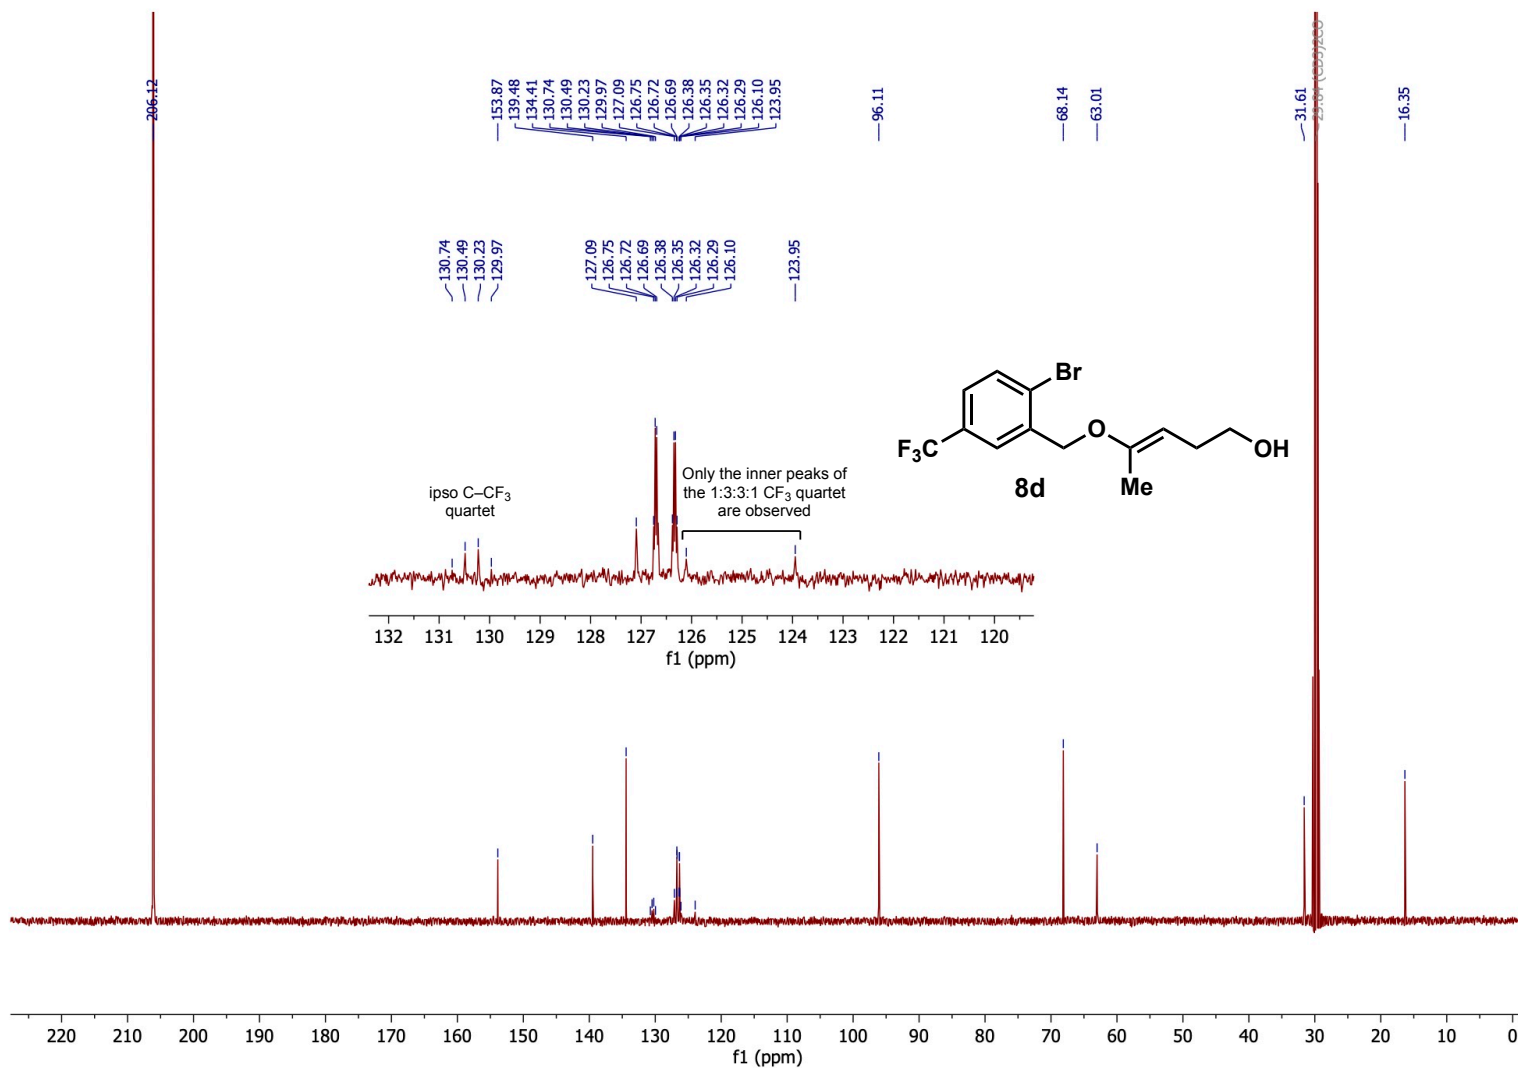 206.12
153.87
139.48
134.41
130.74
130.49
130.23
129.97
127.09
126.75
126.72
126.69
126.38
126.35
126.32
126.29
126.10
123.95
96.11
68.14
63.01
31.61
29.84 (CD3)2CO
16.35
130.74
130.49
130.23
129.97
127.09
126.75
126.72
126.69
126.38
126.35
126.32
126.29
126.10
123.95
Br
O
F₃C
OH
8d
Me
ipso C–CF₃
quartet
Only the inner peaks of
the 1:3:3:1 CF₃ quartet
are observed
132 131 130 129 128 127 126 125 124 123 122 121 120
f1 (ppm)
220 210 200 190 180 170 160 150 140 130 120 110 100 90 80 70 60 50 40 30 20 10 0
f1 (ppm)